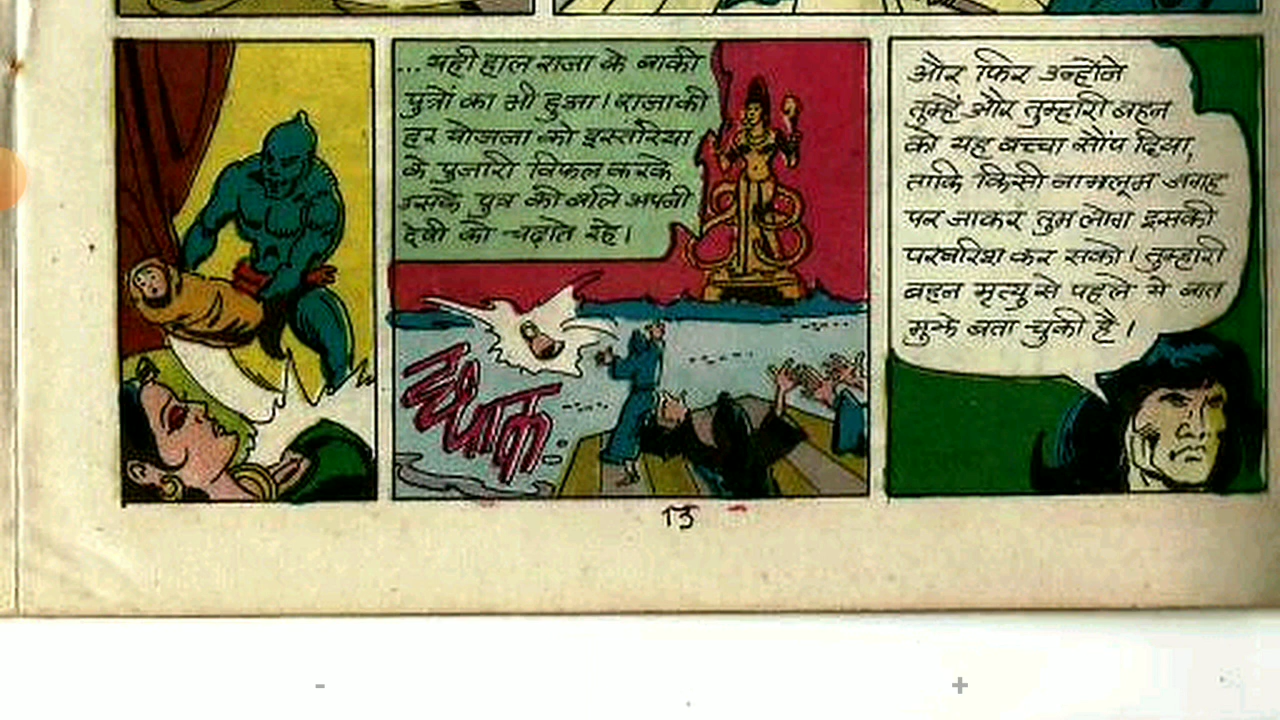 ...यही हाल राजा के बाकी
पुत्रों का भी हुआ। राजा की
हर योजना को इस्तरिया
के पुजारी विफल करके
उसके पुत्र की बलि अपनी
देवी को चढ़ाते रहे।
छपाक
और फिर उन्होंने
तुम्हें और तुम्हारी बहन
को यह बच्चा सौंप दिया,
ताकि किसी नामालूम जगह
पर जाकर तुम लोग इसकी
परवरिश कर सको। तुम्हारी
बहन मृत्यु से पहले ये बात
मुझे बता चुकी है।
13
- +